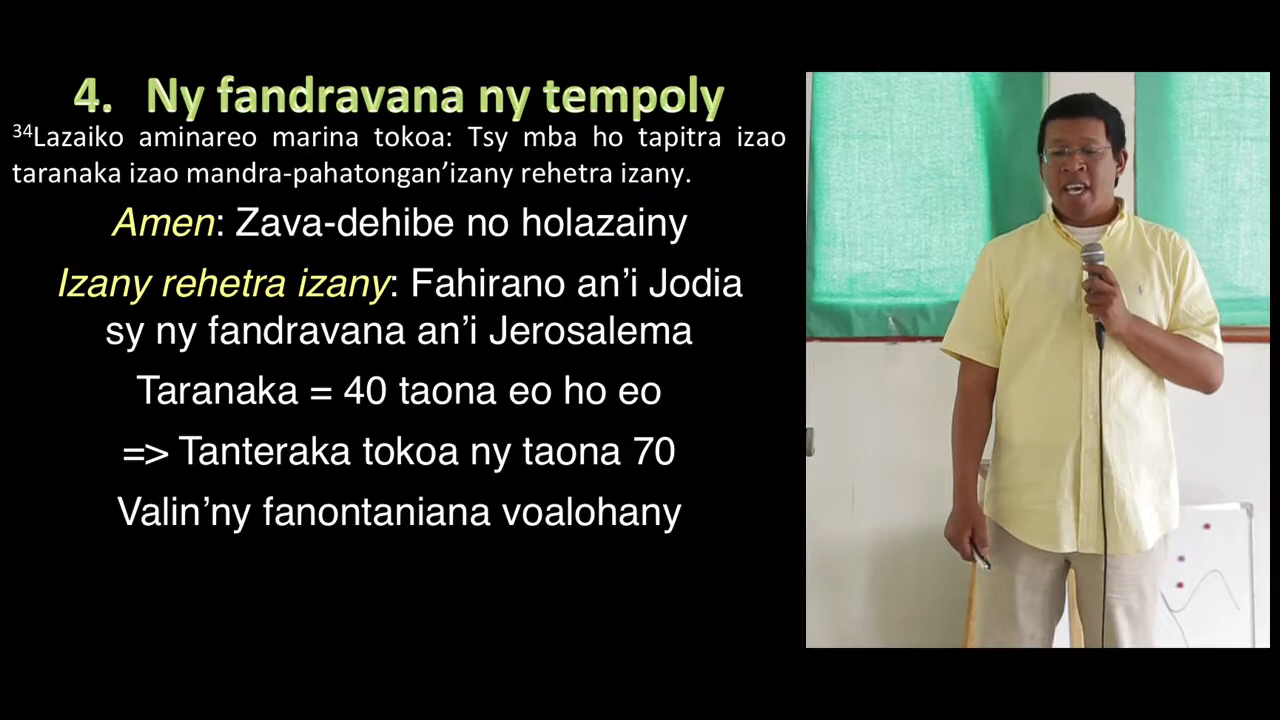 4. Ny fandravana ny tempoly
³⁴Lazaiko aminareo marina tokoa: Tsy mba ho tapitra izao
taranaka izao mandra-pahatongan’izany rehetra izany.
Amen: Zava-dehibe no holazainy
Izany rehetra izany: Fahirano an’i Jodia
sy ny fandravana an’i Jerosalema
Taranaka = 40 taona eo ho eo
=> Tanteraka tokoa ny taona 70
Valin’ny fanontaniana voalohany